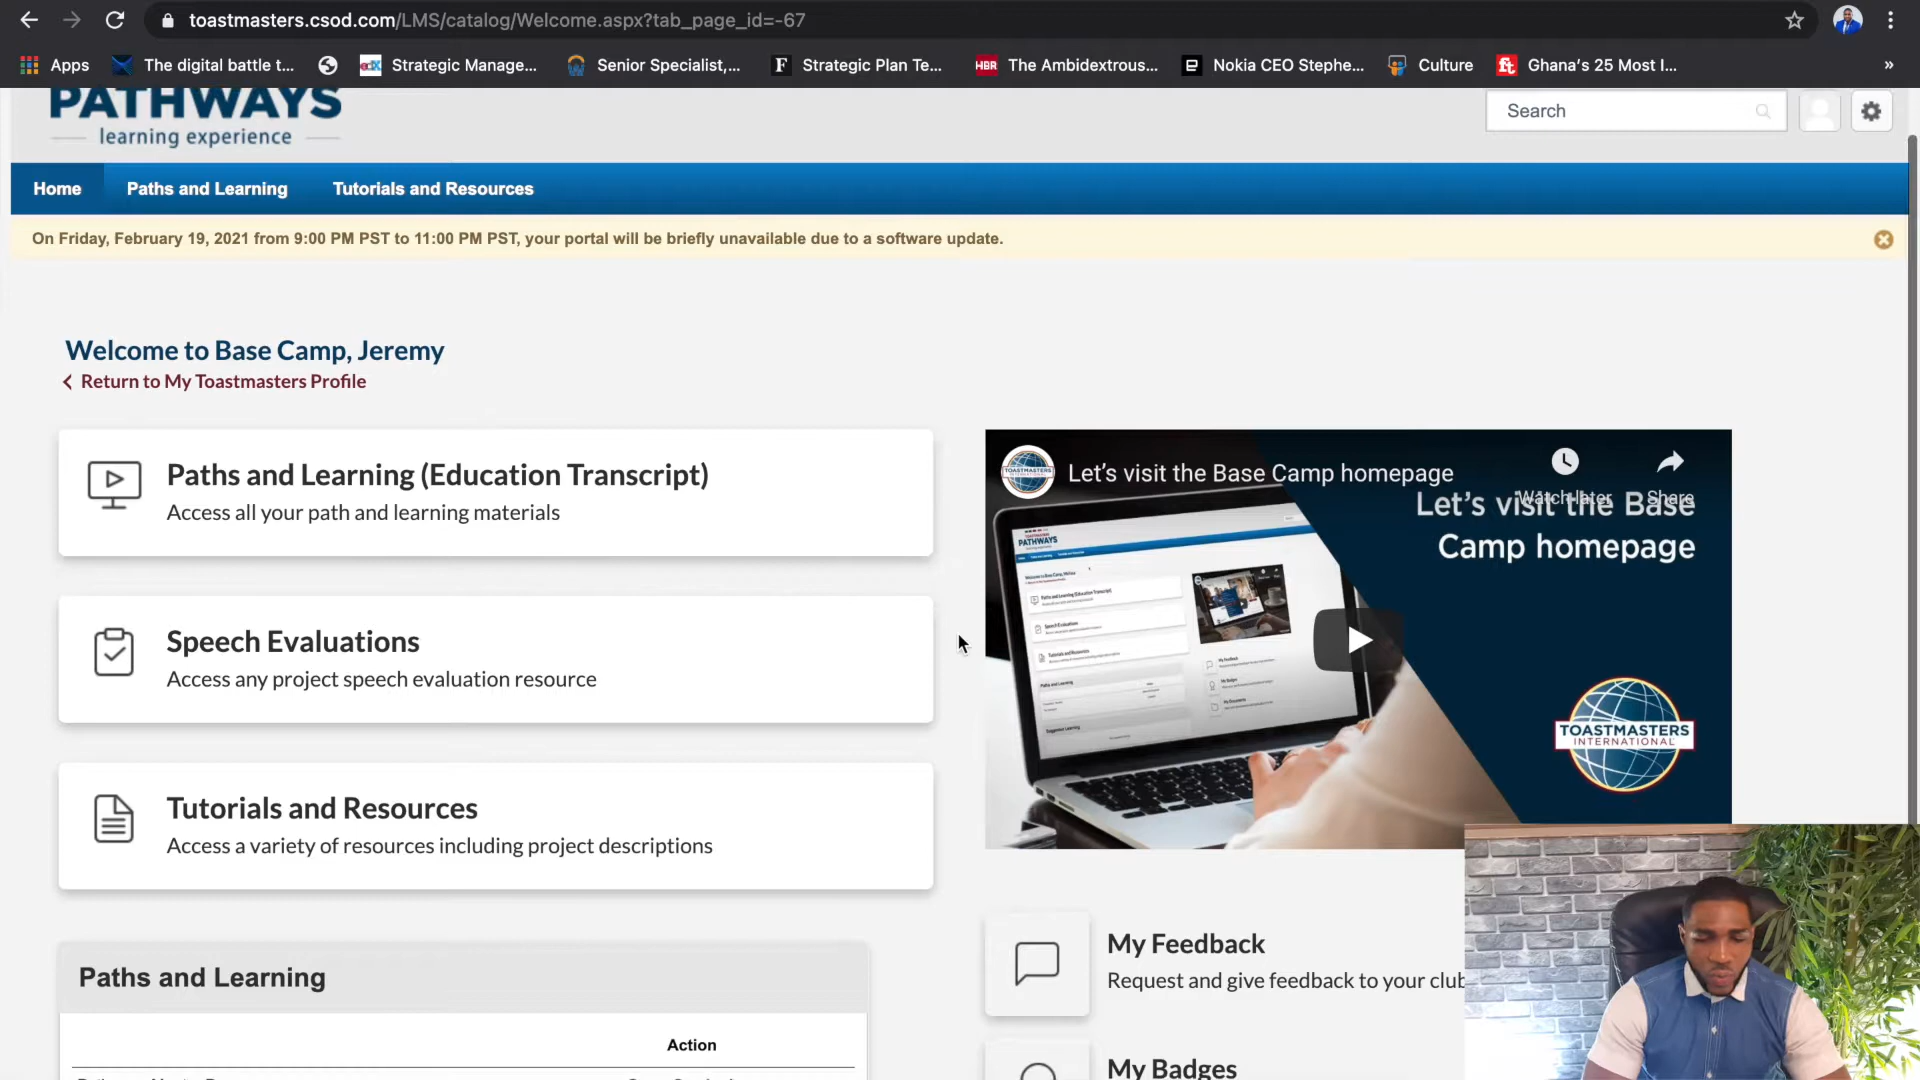 toastmasters.csod.com/LMS/catalog/Welcome.aspx?tab_page_id=-67
Apps
The digital battle t...
edX
Strategic Manage...
Senior Specialist,...
F
Strategic Plan Te...
HBR
The Ambidextrous...
Nokia CEO Stephe...
Culture
Ghana's 25 Most I...
»
PATHWAYS
learning experience
Search
Home
Paths and Learning
Tutorials and Resources
On Friday, February 19, 2021 from 9:00 PM PST to 11:00 PM PST, your portal will be briefly unavailable due to a software update.
Welcome to Base Camp, Jeremy
Return to My Toastmasters Profile
Paths and Learning (Education Transcript)
Access all your path and learning materials
Speech Evaluations
Access any project speech evaluation resource
Tutorials and Resources
Access a variety of resources including project descriptions
Let's visit the Base Camp homepage
Watch later
Share
Let's visit the Base
Camp homepage
PATHWAYS
TOASTMASTERS
INTERNATIONAL
Paths and Learning
Action
My Feedback
Request and give feedback to your club
My Badges